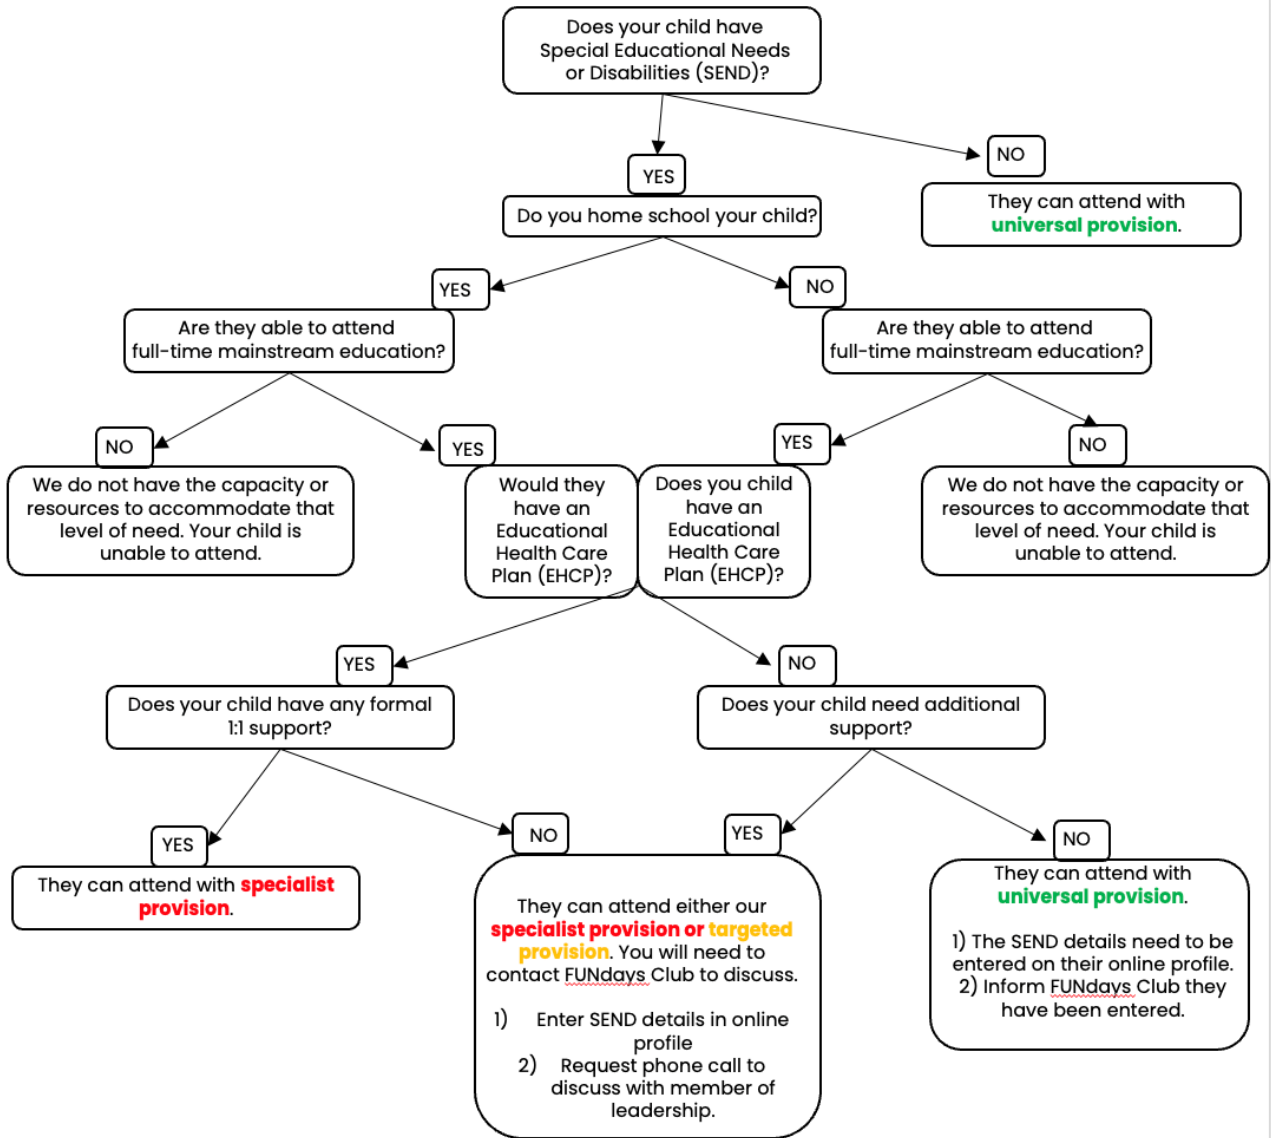 Does your child have
Special Educational Needs
or Disabilities (SEND)?
NO
YES
They can attend with
universal provision.
Do you home school your child?
YES
NO
Are they able to attend
full-time mainstream education?
Are they able to attend
full-time mainstream education?
NO
YES
YES
NO
We do not have the capacity or
resources to accommodate that
level of need. Your child is
unable to attend.
Would they
have an
Educational
Health Care
Plan (EHCP)?
Does you child
have an
Educational
Health Care
Plan (EHCP)?
We do not have the capacity or
resources to accommodate that
level of need. Your child is
unable to attend.
YES
NO
Does your child have any formal
1:1 support?
Does your child need additional
support?
YES
NO
YES
NO
They can attend with specialist
provision.
They can attend either our
specialist provision or targeted
provision. You will need to
contact FUNdays Club to discuss.
1) Enter SEND details in online
profile
2) Request phone call to
discuss with member of
leadership.
They can attend with
universal provision.
1) The SEND details need to be
entered on their online profile.
2) Inform FUNdays Club they
have been entered.